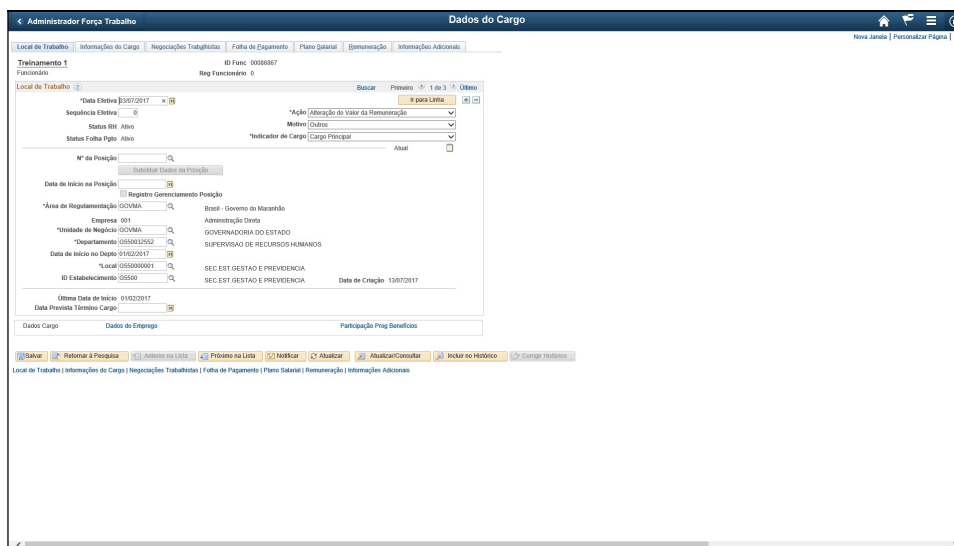 Administrador Força Trabalho
Dados do Cargo
Nova Janela | Personalizar Página |
Local de Trabalho Informações do Cargo Negociações Trabalhistas Folha de Pagamento Plano Salarial Remuneração Informações Adicionais
Treinamento 1 ID Func 00086867
Funcionário Reg Funcionário 0
Local de Trabalho Buscar Primeiro 1 de 3 Último
*Data Efetiva 03/07/2017 Ir para Linha
Sequência Efetiva 0 *Ação Alteração do Valor da Remuneração
Status RH Ativo Motivo Outros
Status Folha Pgto Ativo *Indicador de Cargo Cargo Principal
Atual
Nº da Posição
Substituir Dados da Posição
Data de Início na Posição
Registro Gerenciamento Posição
*Área de Regulamentação GOVMA Brasil - Governo do Maranhão
Empresa 001 Administração Direta
*Unidade de Negócio GOVMA GOVERNADORIA DO ESTADO
*Departamento G550032552 SUPERVISAO DE RECURSOS HUMANOS
Data de Início no Depto 01/02/2017
*Local G550000001 SEC.EST.GESTAO E PREVIDENCIA
ID Estabelecimento G5500 SEC.EST.GESTAO E PREVIDENCIA Data de Criação 13/07/2017
Última Data de Início 01/02/2017
Data Prevista Término Cargo
Dados Cargo Dados do Emprego Participação Prog Benefícios
Salvar Retornar à Pesquisa Anterior na Lista Próximo na Lista Notificar Atualizar Atualizar/Consultar Incluir no Histórico Corrigir Histórico
Local de Trabalho | Informações do Cargo | Negociações Trabalhistas | Folha de Pagamento | Plano Salarial | Remuneração | Informações Adicionais